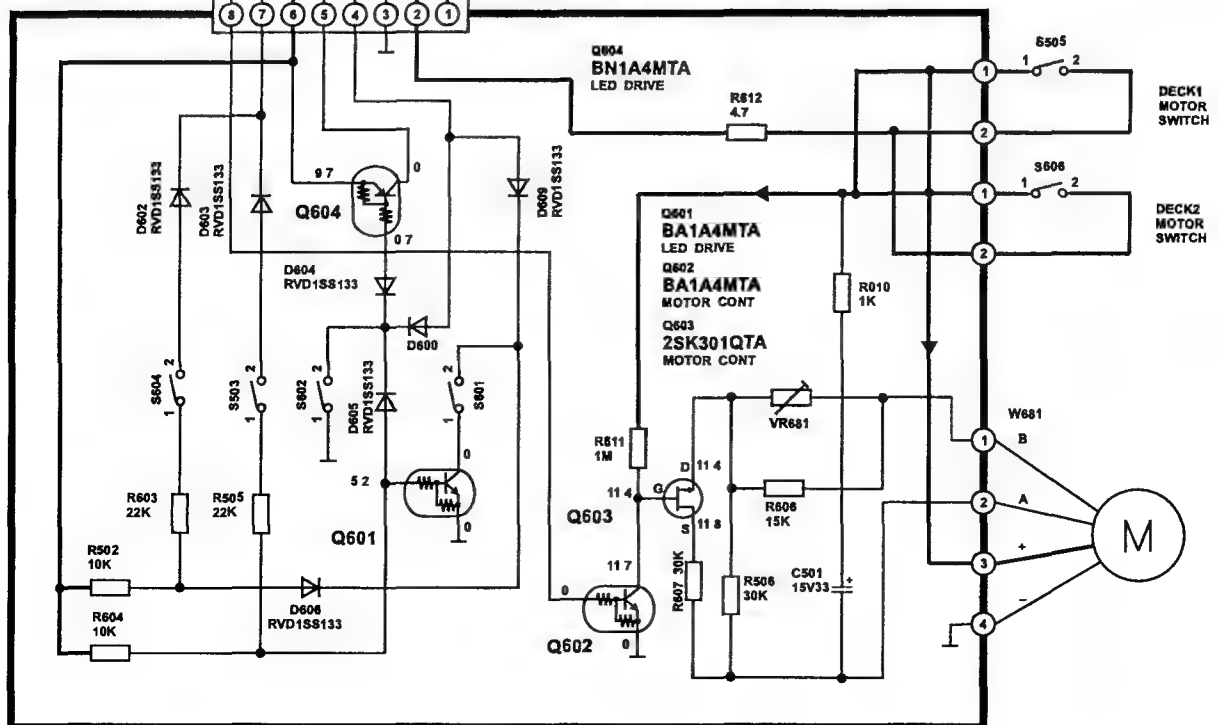 8 7 6 5 4 3 2 1
Q604
BN1A4MTA
LED DRIVE
R612
4.7
S505
1 2
1
2
DECK1
MOTOR
SWITCH
S606
1 2
1
2
DECK2
MOTOR
SWITCH
D602
RVD1SS133
D603
RVD1SS133
9 7
0
Q604
0 7
D609
RVD1SS133
Q601
BA1A4MTA
LED DRIVE
Q602
BA1A4MTA
MOTOR CONT
Q603
2SK301QTA
MOTOR CONT
R010
1K
D604
RVD1SS133
D600
S604
2
1
S503
2
1
S602
2
1
D605
RVD1SS133
S601
2
1
0
5 2
0
Q601
R603
22K
R505
22K
R502
10K
R604
10K
D606
RVD1SS133
R611
1M
11 4
G
D
11 4
S
11 8
Q603
11 7
0
0
Q602
R607 30K
R506
30K
R606
15K
VR681
C501
15V33
+
W681
1
B
2
A
3
+
4
−
M